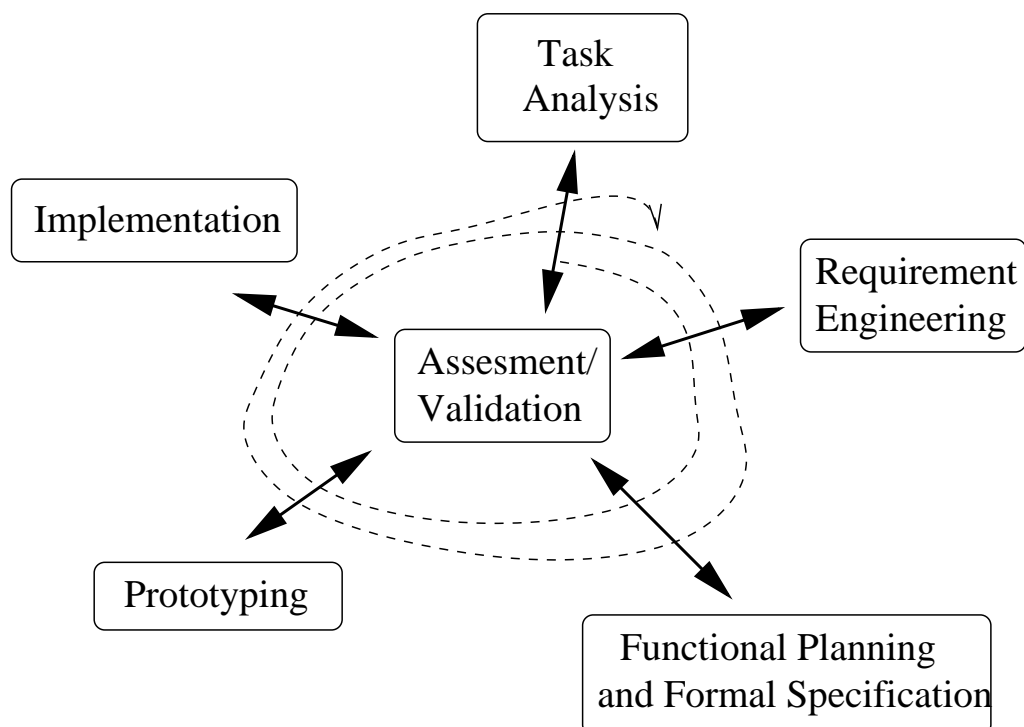 Task
Analysis
Implementation
Requirement
Engineering
Assesment/
Validation
Prototyping
Functional Planning
and Formal Specification